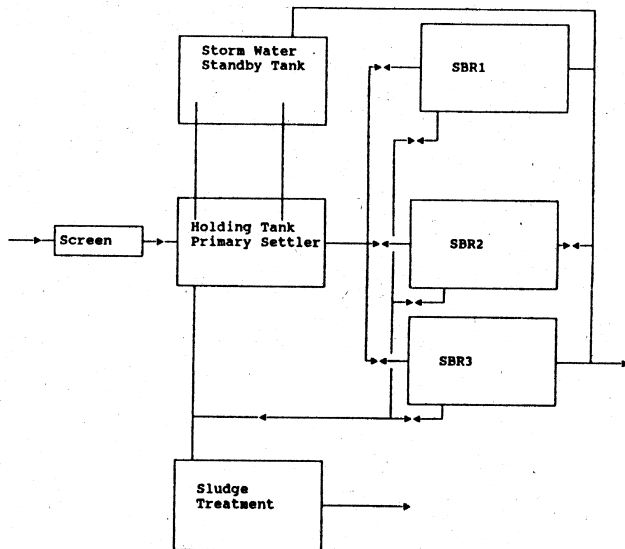 Storm Water
Standby Tank
SBR1
Screen
Holding Tank
Primary Settler
SBR2
SBR3
Sludge
Treatment